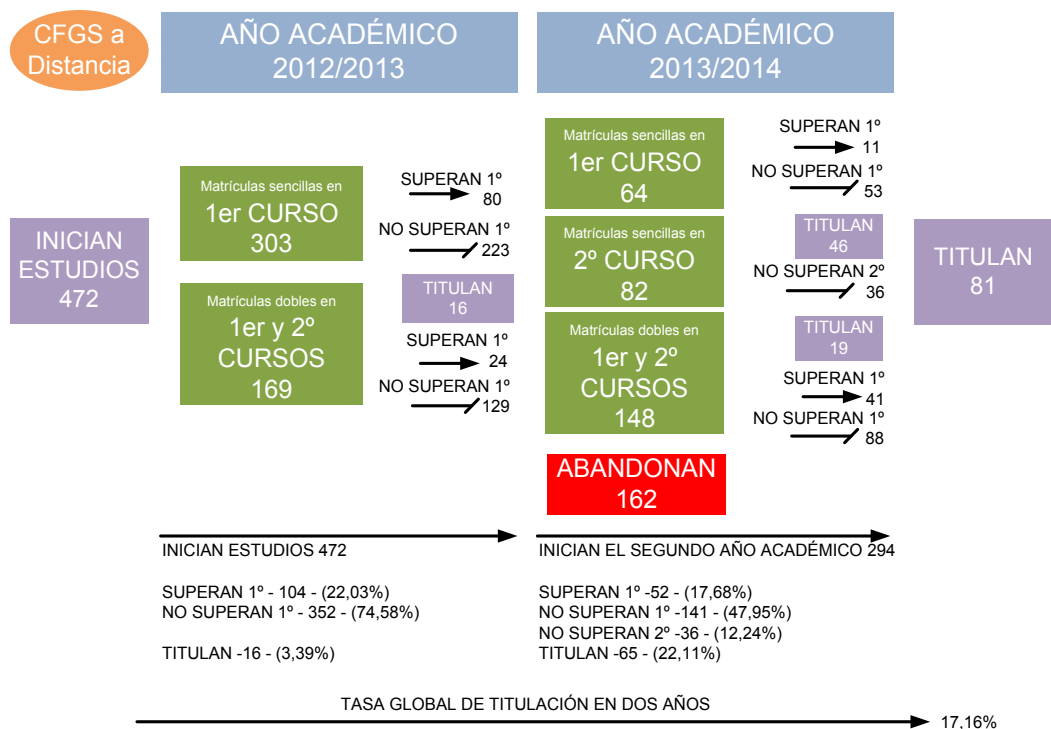 CFGS a
Distancia
AÑO ACADÉMICO
2012/2013
AÑO ACADÉMICO
2013/2014
INICIAN
ESTUDIOS
472
Matrículas sencillas en
1er CURSO
303
SUPERAN 1º
80
NO SUPERAN 1º
223
Matrículas dobles en
1er y 2º
CURSOS
169
TITULAN
16
SUPERAN 1º
24
NO SUPERAN 1º
129
Matrículas sencillas en
1er CURSO
64
SUPERAN 1º
11
NO SUPERAN 1º
53
Matrículas sencillas en
2º CURSO
82
TITULAN
46
NO SUPERAN 2º
36
Matrículas dobles en
1er y 2º
CURSOS
148
TITULAN
19
SUPERAN 1º
41
NO SUPERAN 1º
88
ABANDONAN
162
TITULAN
81
INICIAN ESTUDIOS 472
SUPERAN 1º - 104 - (22,03%)
NO SUPERAN 1º - 352 - (74,58%)
TITULAN -16 - (3,39%)
INICIAN EL SEGUNDO AÑO ACADÉMICO 294
SUPERAN 1º -52 - (17,68%)
NO SUPERAN 1º -141 - (47,95%)
NO SUPERAN 2º -36 - (12,24%)
TITULAN -65 - (22,11%)
TASA GLOBAL DE TITULACIÓN EN DOS AÑOS
17,16%